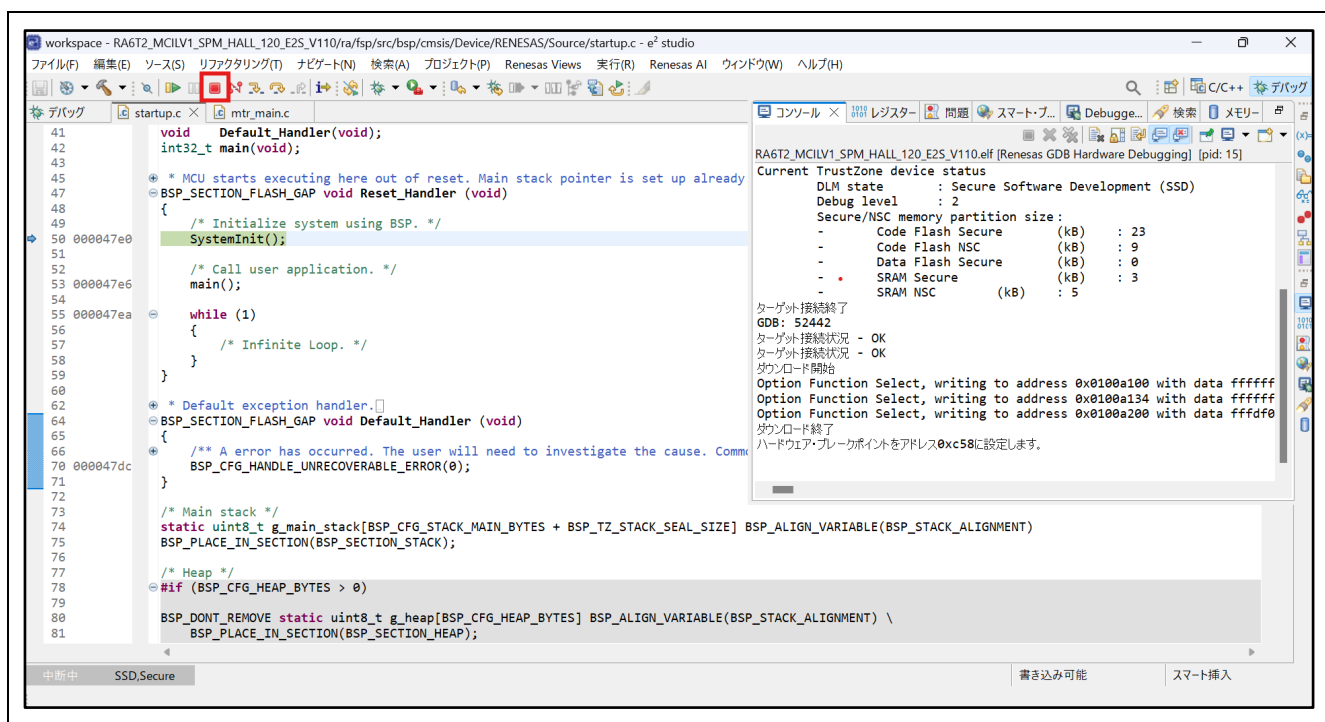 workspace - RA6T2_MCILV1_SPM_HALL_120_E2S_V110/ra/fsp/src/bsp/cmsis/Device/RENESAS/Source/startup.c - e² studio
ファイル(F) 編集(E) ソース(S) リファクタリング(T) ナビゲート(N) 検索(A) プロジェクト(P) Renesas Views 実行(R) Renesas AI ウィンドウ(W) ヘルプ(H)
C/C++ デバッグ
デバッグ startup.c mtr_main.c
41 void Default_Handler(void);
42 int32_t main(void);
43
45 * MCU starts executing here out of reset. Main stack pointer is set up already
47 BSP_SECTION_FLASH_GAP void Reset_Handler (void)
48 {
49 /* Initialize system using BSP. */
50 000047e0 SystemInit();
51
52 /* Call user application. */
53 000047e6 main();
54
55 000047ea while (1)
56 {
57 /* Infinite Loop. */
58 }
59 }
60
62 * Default exception handler.
64 BSP_SECTION_FLASH_GAP void Default_Handler (void)
65 {
66 /** A error has occurred. The user will need to investigate the cause. Commo
70 000047dc BSP_CFG_HANDLE_UNRECOVERABLE_ERROR(0);
71 }
72
73 /* Main stack */
74 static uint8_t g_main_stack[BSP_CFG_STACK_MAIN_BYTES + BSP_TZ_STACK_SEAL_SIZE] BSP_ALIGN_VARIABLE(BSP_STACK_ALIGNMENT)
75 BSP_PLACE_IN_SECTION(BSP_SECTION_STACK);
76
77 /* Heap */
78 #if (BSP_CFG_HEAP_BYTES > 0)
79
80 BSP_DONT_REMOVE static uint8_t g_heap[BSP_CFG_HEAP_BYTES] BSP_ALIGN_VARIABLE(BSP_STACK_ALIGNMENT) \
81 BSP_PLACE_IN_SECTION(BSP_SECTION_HEAP);
コンソール レジスター 問題 スマート・ブ... Debugge... 検索 メモリー
RA6T2_MCILV1_SPM_HALL_120_E2S_V110.elf [Renesas GDB Hardware Debugging] [pid: 15]
Current TrustZone device status
DLM state : Secure Software Development (SSD)
Debug level : 2
Secure/NSC memory partition size :
- Code Flash Secure (kB) : 23
- Code Flash NSC (kB) : 9
- Data Flash Secure (kB) : 0
- SRAM Secure (kB) : 3
- SRAM NSC (kB) : 5
ターゲット接続終了
GDB: 52442
ターゲット接続状況 - OK
ターゲット接続状況 - OK
ダウンロード開始
Option Function Select, writing to address 0x0100a100 with data ffffff
Option Function Select, writing to address 0x0100a134 with data ffffff
Option Function Select, writing to address 0x0100a200 with data fffdf0
ダウンロード終了
ハードウェア・ブレークポイントをアドレス0xc58に設定します。
中断中 SSD,Secure 書き込み可能 スマート挿入